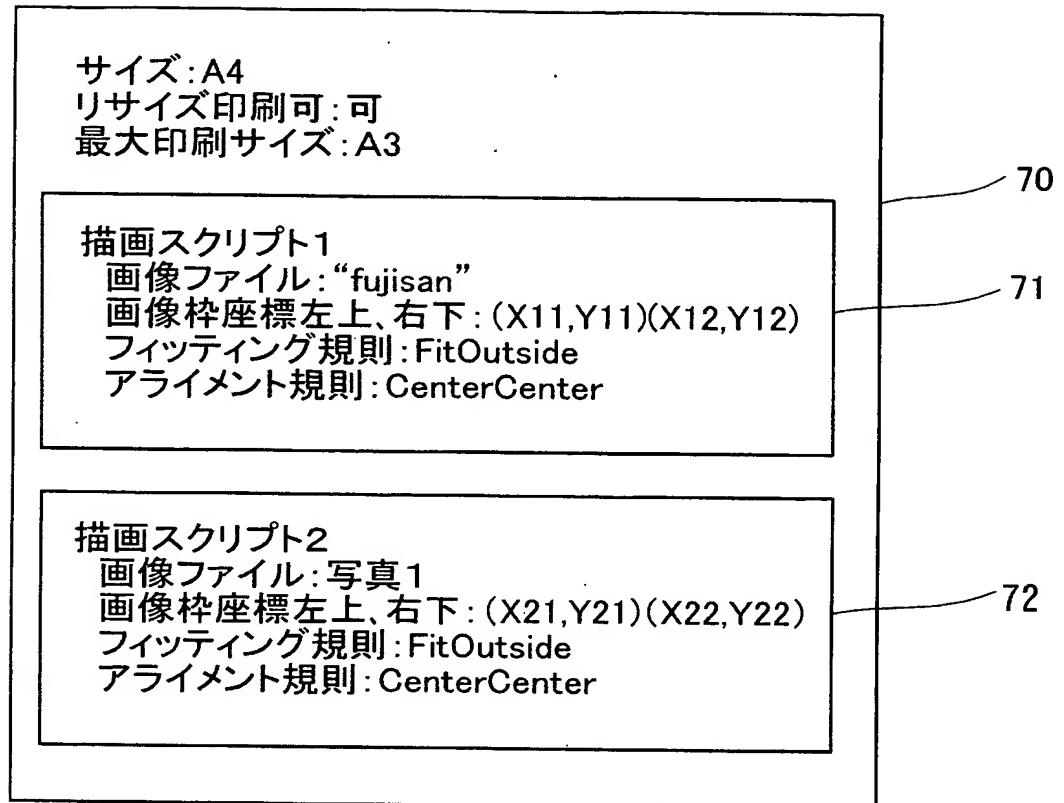 サイズ:A4
リサイズ印刷可:可
最大印刷サイズ:A3
70
描画スクリプト1
画像ファイル:“fujisan”
71
画像枠座標左上、右下:(X11,Y11)(X12,Y12)
フィッティング規則:FitOutside
アライメント規則:CenterCenter
描画スクリプト2
画像ファイル:写真1
72
画像枠座標左上、右下:(X21,Y21)(X22,Y22)
フィッティング規則:FitOutside
アライメント規則:CenterCenter